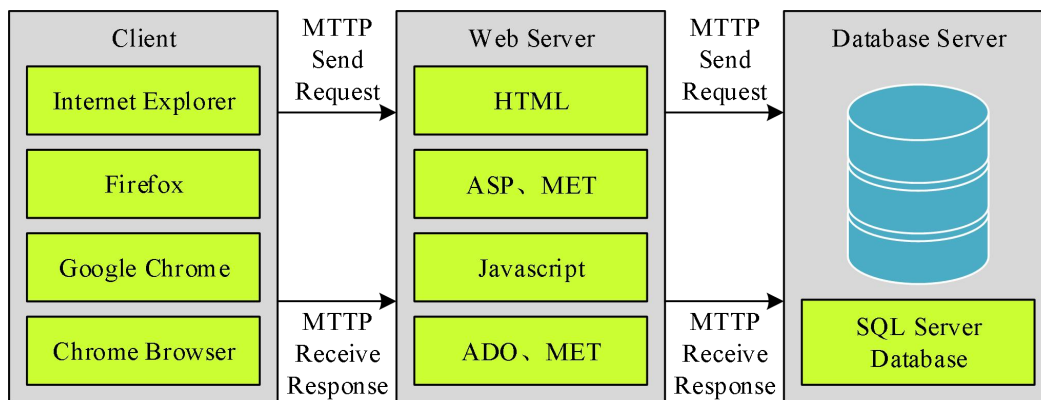 Client
Internet Explorer
Firefox
Google Chrome
Chrome Browser
MTTP
Send
Request
MTTP
Receive
Response
Web Server
HTML
ASP、MET
Javascript
ADO、MET
MTTP
Send
Request
MTTP
Receive
Response
Database Server
SQL Server
Database